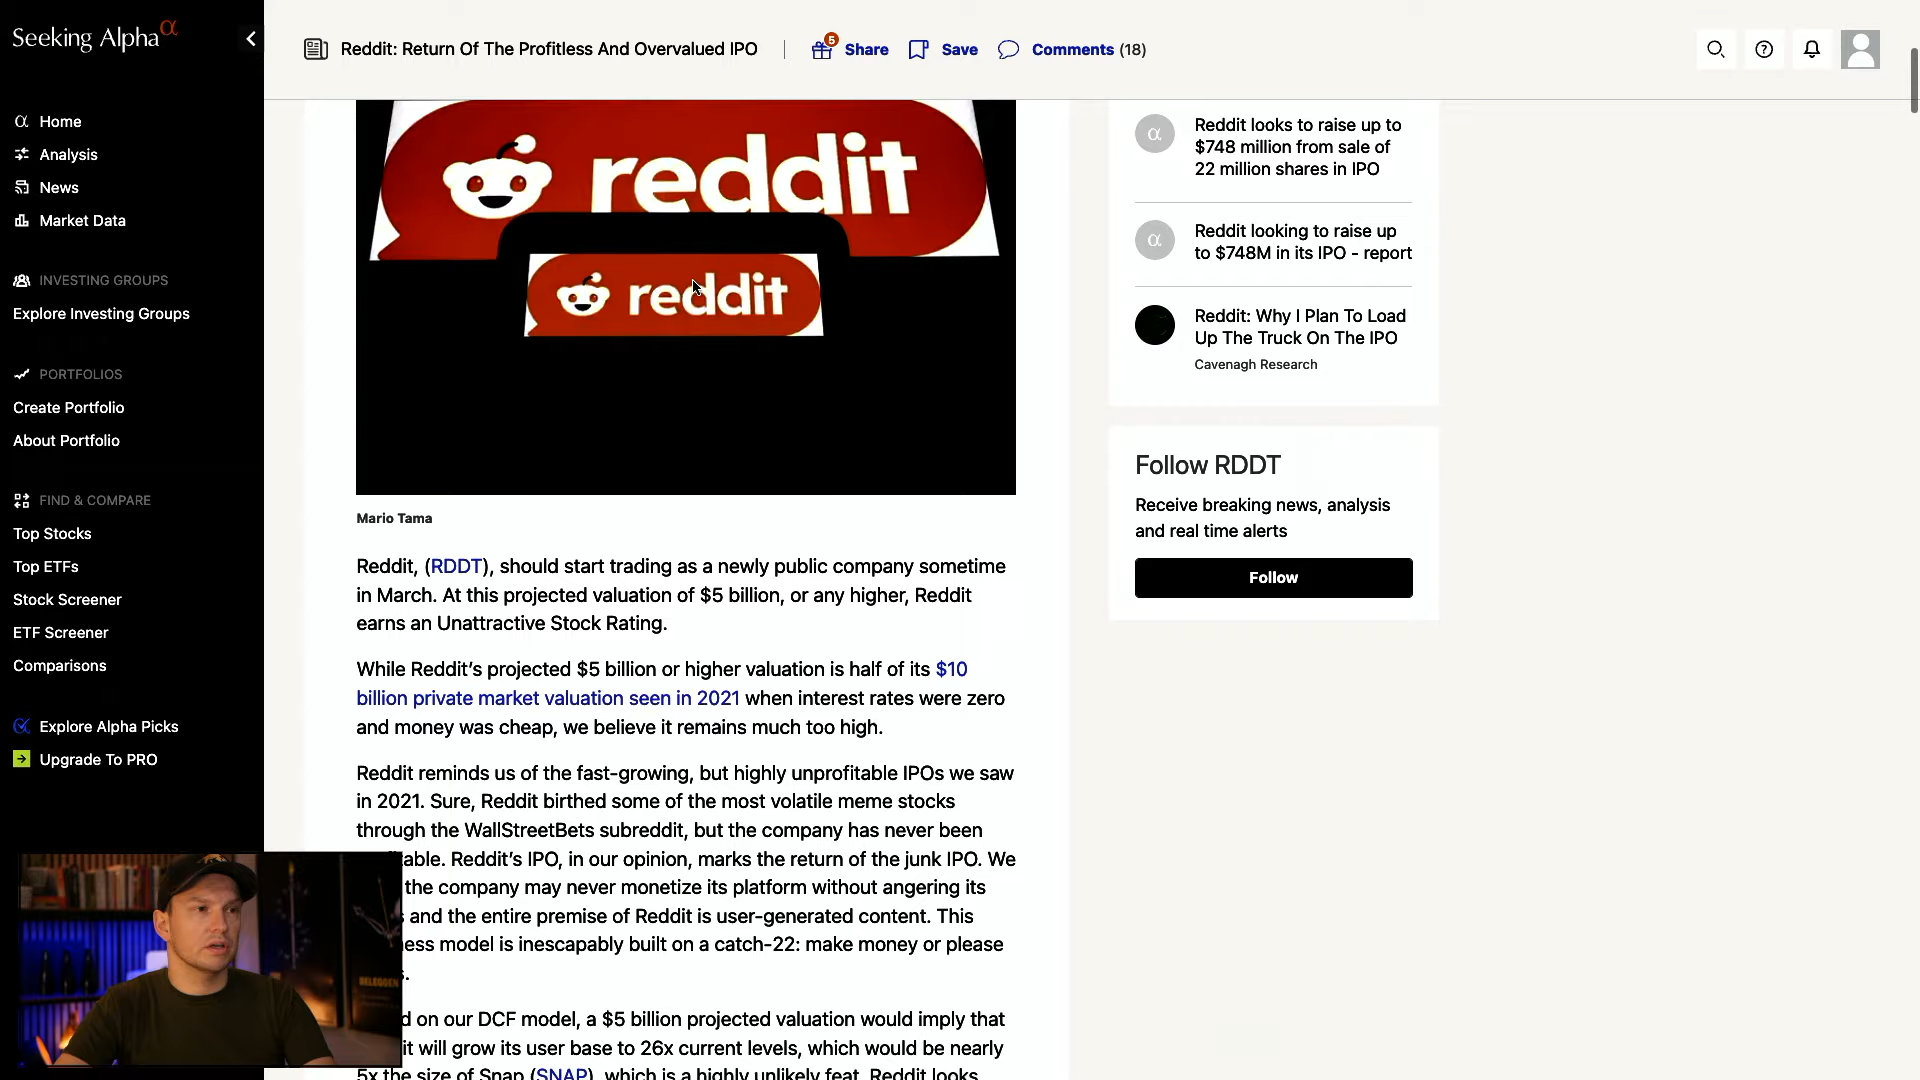 Seeking Alpha α
Home
Analysis
News
Market Data
INVESTING GROUPS
Explore Investing Groups
PORTFOLIOS
Create Portfolio
About Portfolio
FIND & COMPARE
Top Stocks
Top ETFs
Stock Screener
ETF Screener
Comparisons
Explore Alpha Picks
Upgrade To PRO
Reddit: Return Of The Profitless And Overvalued IPO
5
Share
Save
Comments (18)
reddit
reddit
Mario Tama
Reddit, (RDDT), should start trading as a newly public company sometime
in March. At this projected valuation of $5 billion, or any higher, Reddit
earns an Unattractive Stock Rating.
While Reddit's projected $5 billion or higher valuation is half of its $10
billion private market valuation seen in 2021 when interest rates were zero
and money was cheap, we believe it remains much too high.
Reddit reminds us of the fast-growing, but highly unprofitable IPOs we saw
in 2021. Sure, Reddit birthed some of the most volatile meme stocks
through the WallStreetBets subreddit, but the company has never been
table. Reddit's IPO, in our opinion, marks the return of the junk IPO. We
the company may never monetize its platform without angering its
s and the entire premise of Reddit is user-generated content. This
ess model is inescapably built on a catch-22: make money or please
s.
d on our DCF model, a $5 billion projected valuation would imply that
it will grow its user base to 26x current levels, which would be nearly
5x the size of Snap (SNAP), which is a highly unlikely feat. Reddit looks
α
Reddit looks to raise up to
$748 million from sale of
22 million shares in IPO
α
Reddit looking to raise up
to $748M in its IPO - report
Reddit: Why I Plan To Load
Up The Truck On The IPO
Cavenagh Research
Follow RDDT
Receive breaking news, analysis
and real time alerts
Follow
BELEGGEN